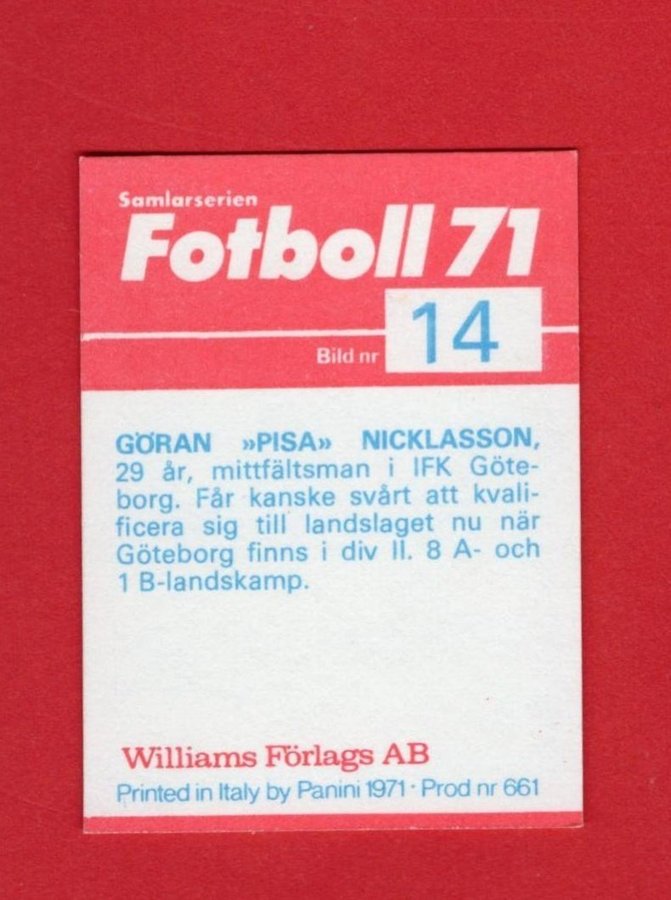 Samlarserien
Fotboll 71
Bild nr 14
GÖRAN »PISA» NICKLASSON,
29 år, mittfältsman i IFK Göte-
borg. Får kanske svårt att kvali-
ficera sig till landslaget nu när
Göteborg finns i div II. 8 A- och
1 B-landskamp.
Williams Förlags AB
Printed in Italy by Panini 1971 · Prod nr 661